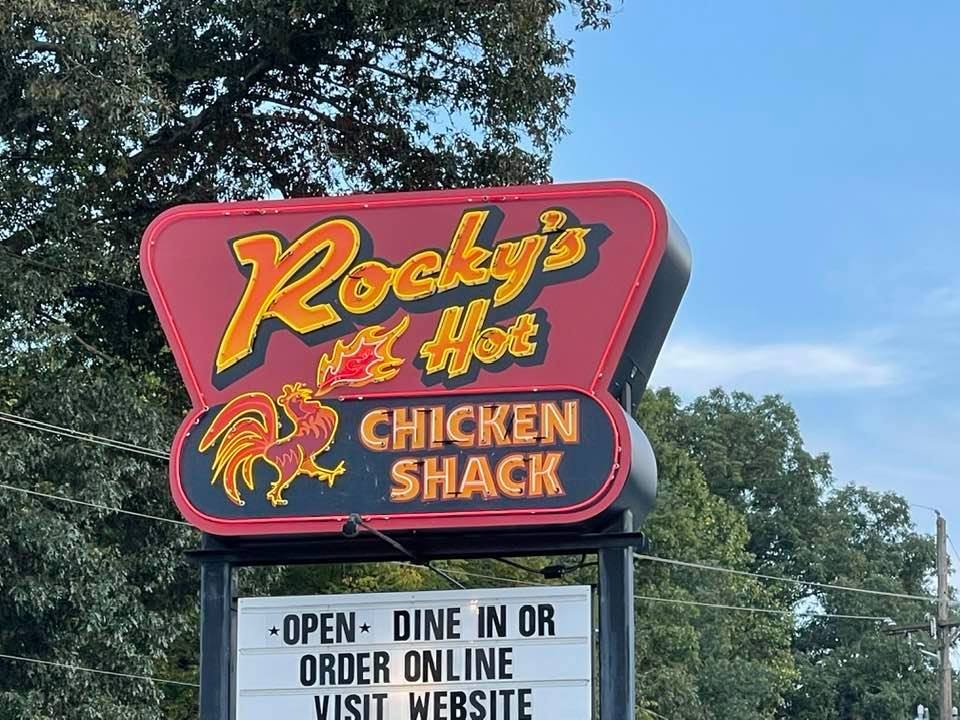 Rocky's
Hot
CHICKEN
SHACK
★OPEN★ DINE IN OR
ORDER ONLINE
VISIT WEBSITE